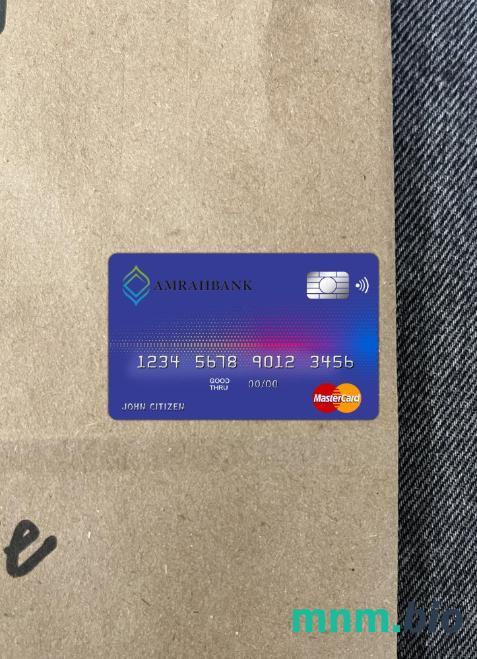 AMRAHBANK
1234 5678 9012 3456
GOOD THRU 00/00
JOHN CITIZEN
MasterCard
e
mnm.bio